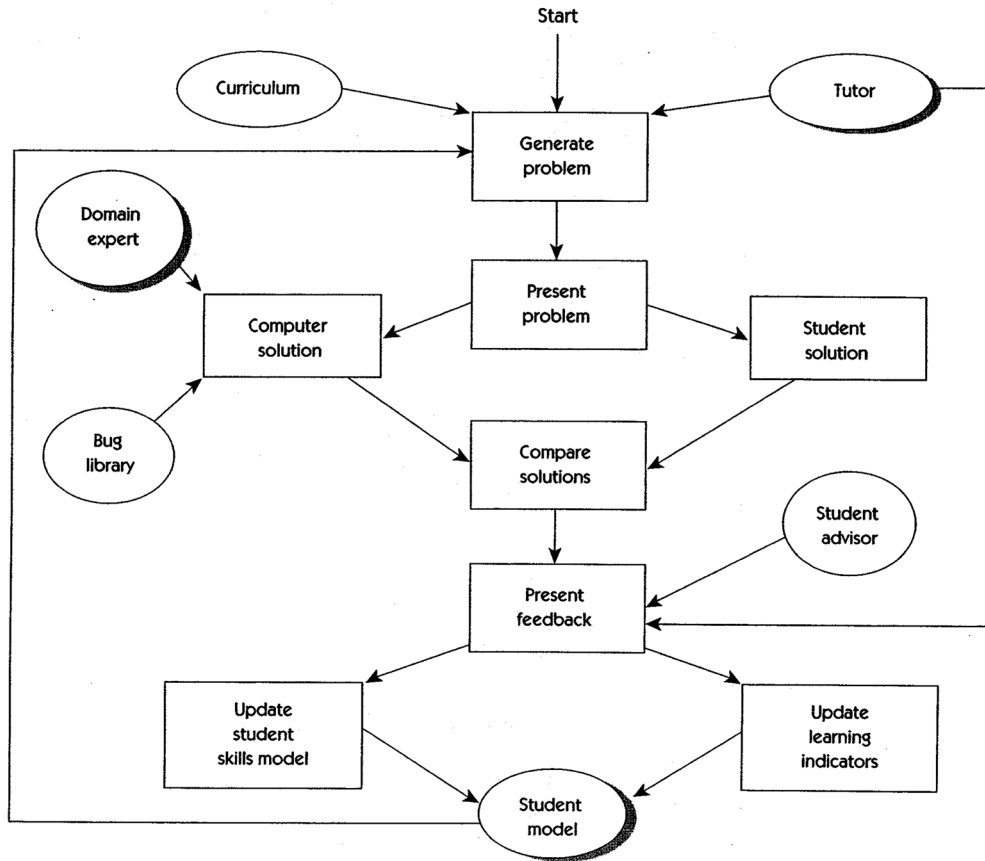 Start
Curriculum
Tutor
Generate
problem
Domain
expert
Present
problem
Computer
solution
Student
solution
Bug
library
Compare
solutions
Student
advisor
Present
feedback
Update
student
skills model
Update
learning
indicators
Student
model